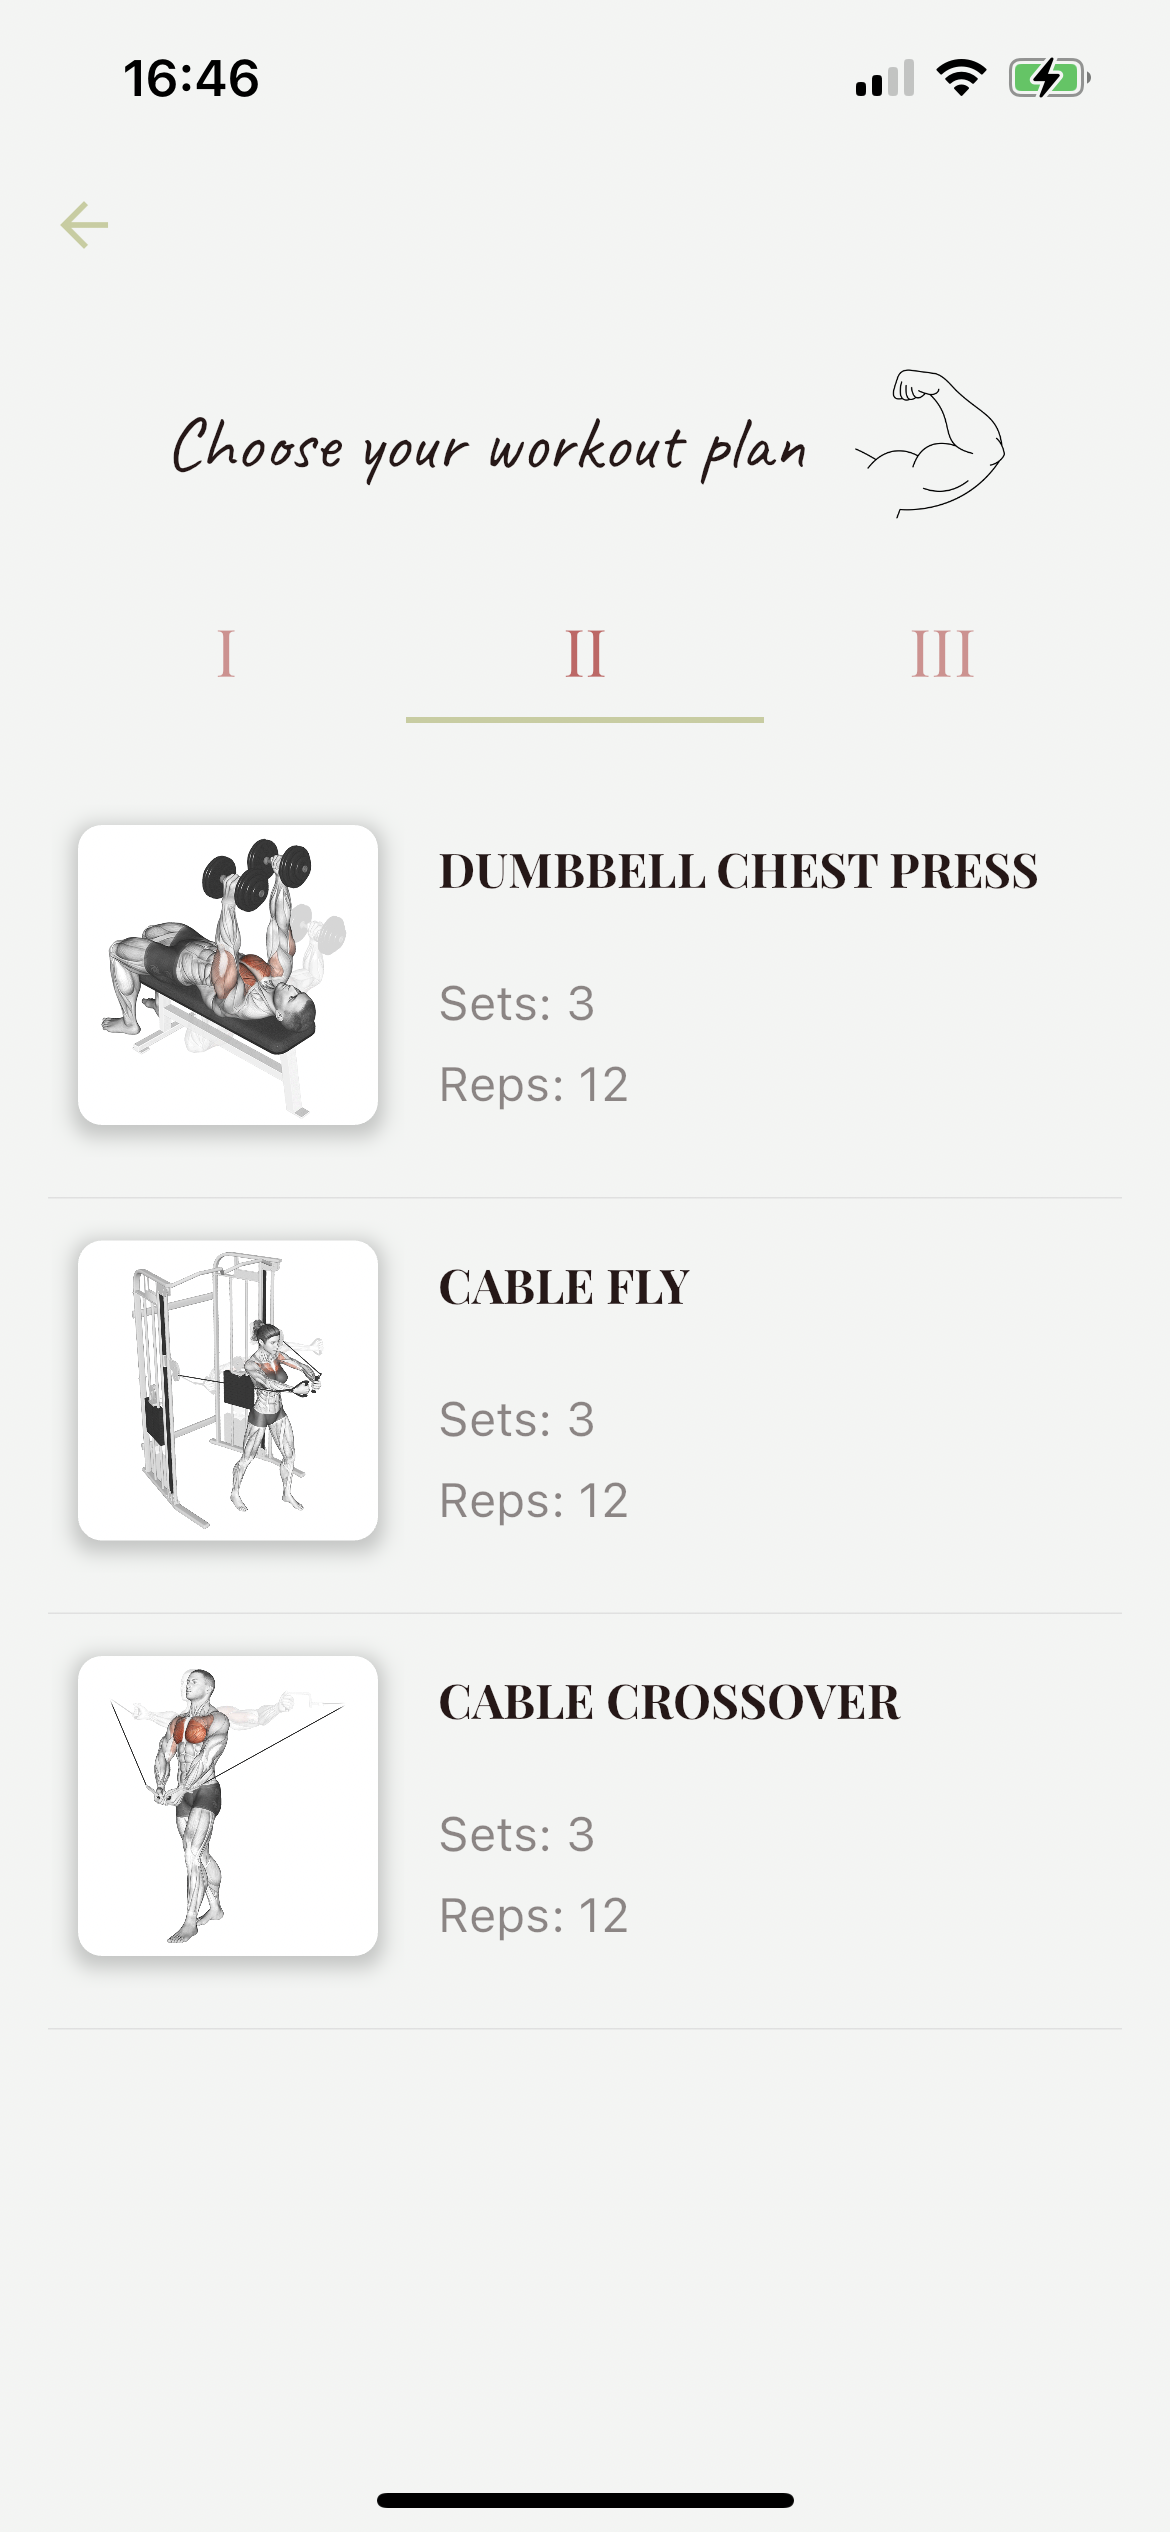 16:46
Choose your workout plan
I II III
DUMBBELL CHEST PRESS
Sets: 3
Reps: 12
CABLE FLY
Sets: 3
Reps: 12
CABLE CROSSOVER
Sets: 3
Reps: 12